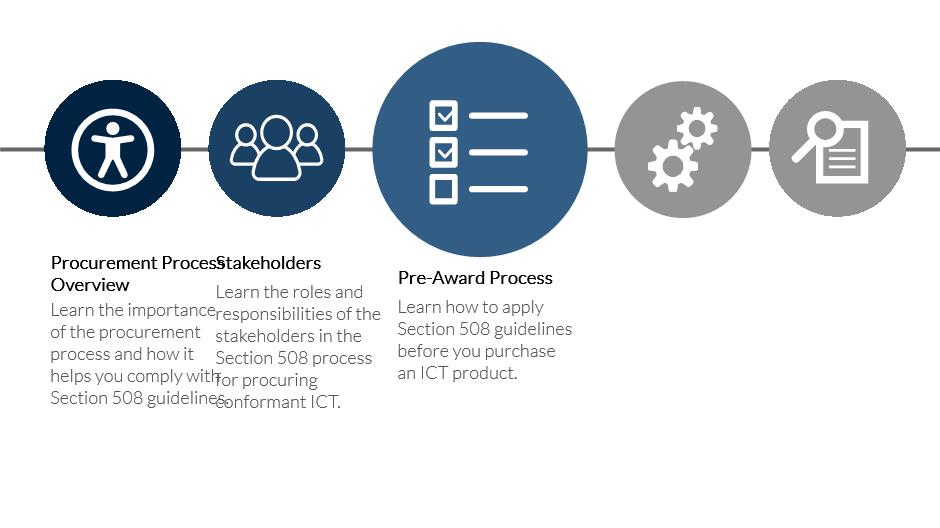 Procurement Process
Overview
Learn the importance
of the procurement
process and how it
helps you comply with
Section 508 guidelines.
Stakeholders
Learn the roles and
responsibilities of the
stakeholders in the
Section 508 process
for procuring
conformant ICT.
Pre-Award Process
Learn how to apply
Section 508 guidelines
before you purchase
an ICT product.